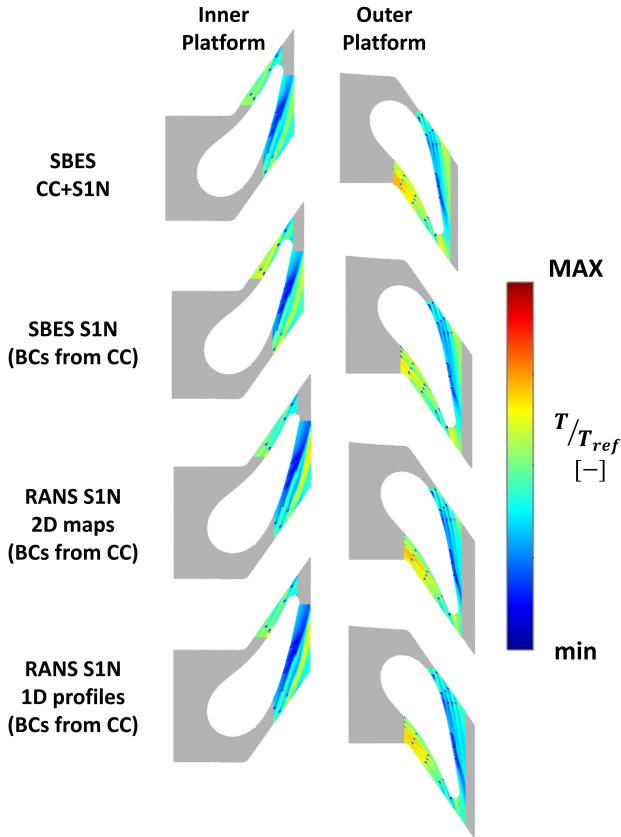 Inner
Platform
Outer
Platform
SBES
CC+S1N
SBES S1N
(BCs from CC)
RANS S1N
2D maps
(BCs from CC)
RANS S1N
1D profiles
(BCs from CC)
MAX
T/T_ref
[−]
min